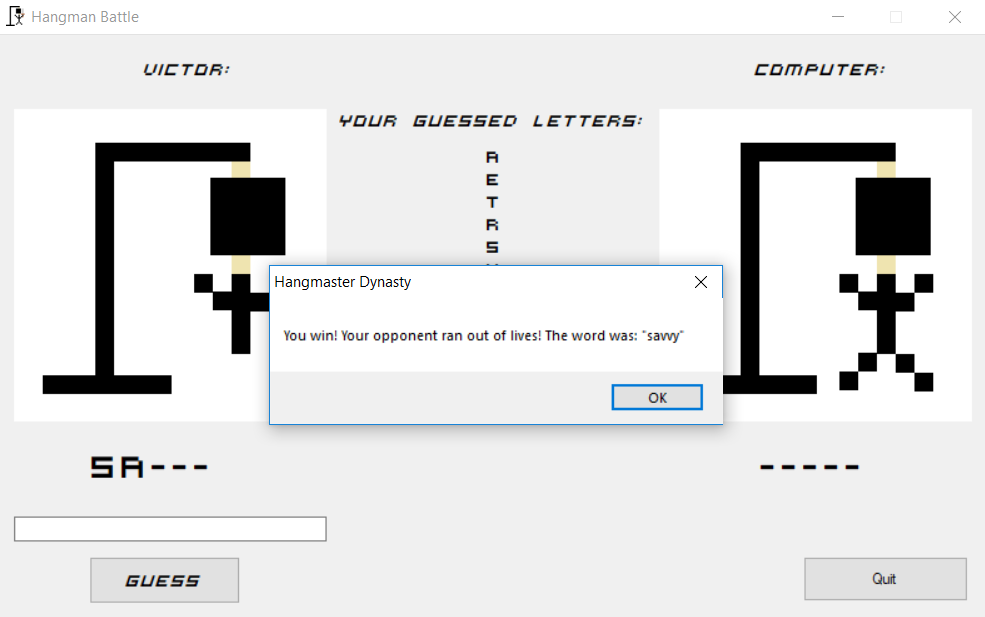 Hangman Battle
VICTOR:
COMPUTER:
YOUR GUESSED LETTERS:
A
E
T
R
S
Hangmaster Dynasty
You win! Your opponent ran out of lives! The word was: "savvy"
OK
SA---
-----
GUESS
Quit